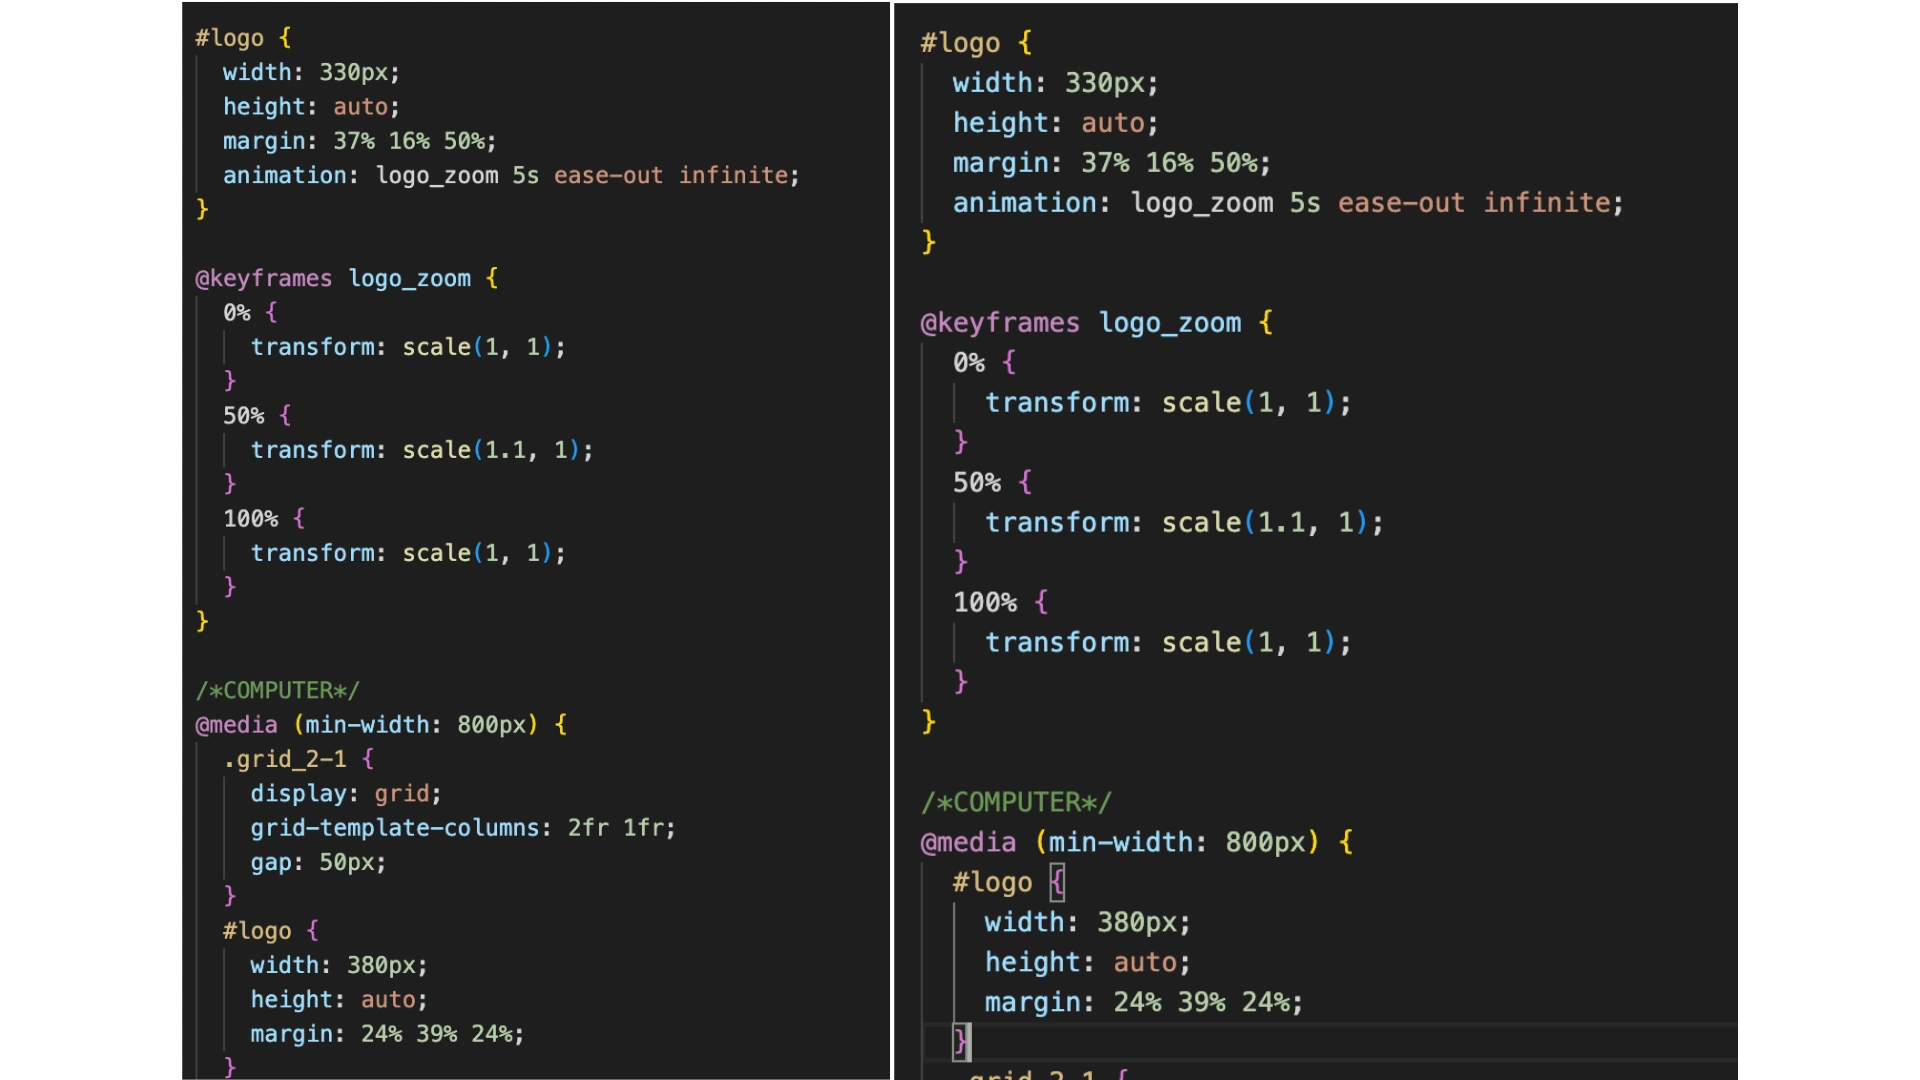 #logo {
width: 330px;
height: auto;
margin: 37% 16% 50%;
animation: logo_zoom 5s ease-out infinite;
}
@keyframes logo_zoom {
0% {
transform: scale(1, 1);
}
50% {
transform: scale(1.1, 1);
}
100% {
transform: scale(1, 1);
}
}
/*COMPUTER*/
@media (min-width: 800px) {
.grid_2-1 {
display: grid;
grid-template-columns: 2fr 1fr;
gap: 50px;
}
#logo {
width: 380px;
height: auto;
margin: 24% 39% 24%;
}
#logo {
width: 330px;
height: auto;
margin: 37% 16% 50%;
animation: logo_zoom 5s ease-out infinite;
}
@keyframes logo_zoom {
0% {
transform: scale(1, 1);
}
50% {
transform: scale(1.1, 1);
}
100% {
transform: scale(1, 1);
}
}
/*COMPUTER*/
@media (min-width: 800px) {
#logo {
width: 380px;
height: auto;
margin: 24% 39% 24%;
}